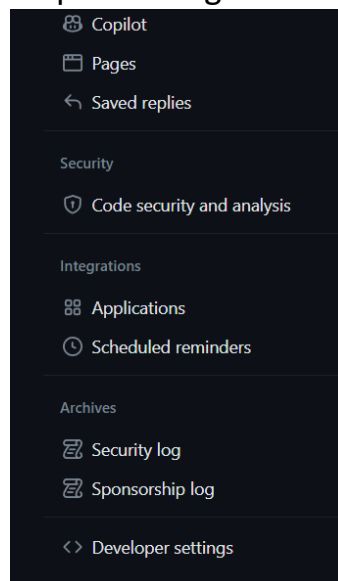 Copilot
Pages
Saved replies
Security
Code security and analysis
Integrations
Applications
Scheduled reminders
Archives
Security log
Sponsorship log
Developer settings